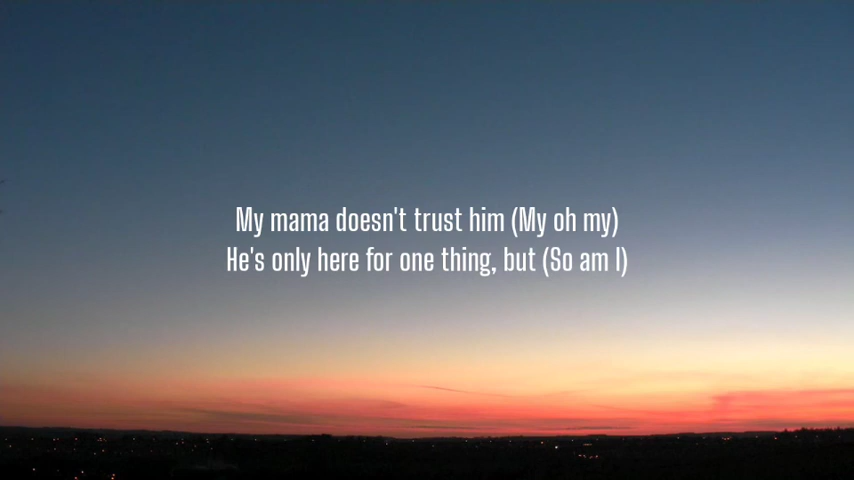 My mama doesn't trust him (My oh my)
He's only here for one thing, but (So am I)